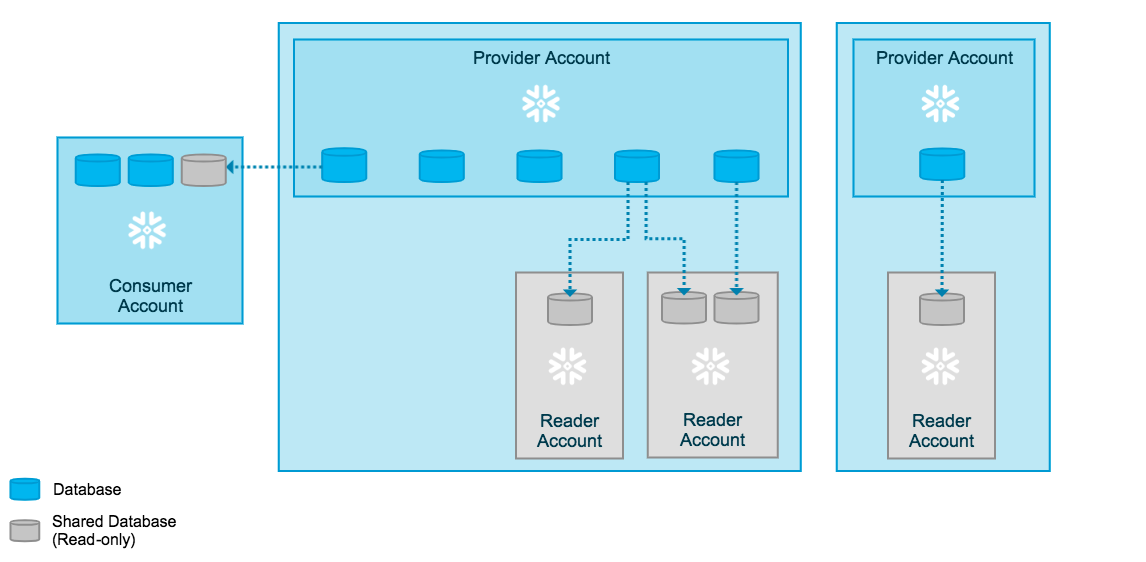 Provider Account
Provider Account
Consumer
Account
Reader
Account
Reader
Account
Reader
Account
Database
Shared Database
(Read-only)